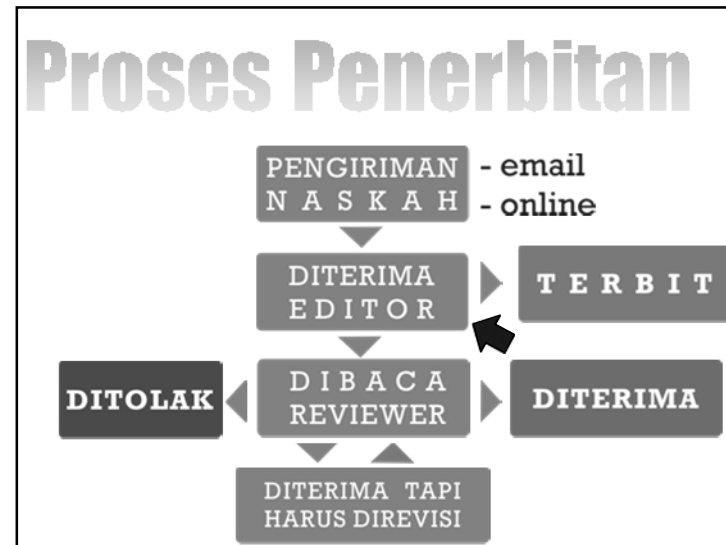 Proses Penerbitan
PENGIRIMAN
NASKAH
- email
- online
DITERIMA
EDITOR
TERBIT
DITOLAK
DIBACA
REVIEWER
DITERIMA
DITERIMA TAPI
HARUS DIREVISI